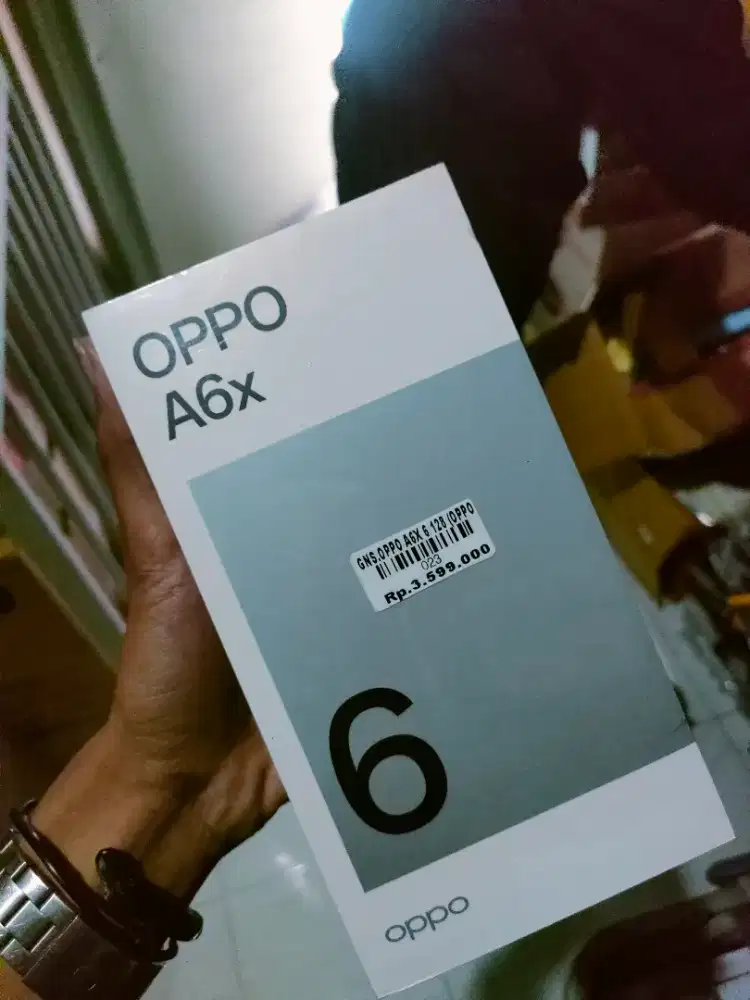 OPPO
A6x
GNS.OPPO A6X 6 128 (OPPO
023
Rp.3.599.000
6
oppo